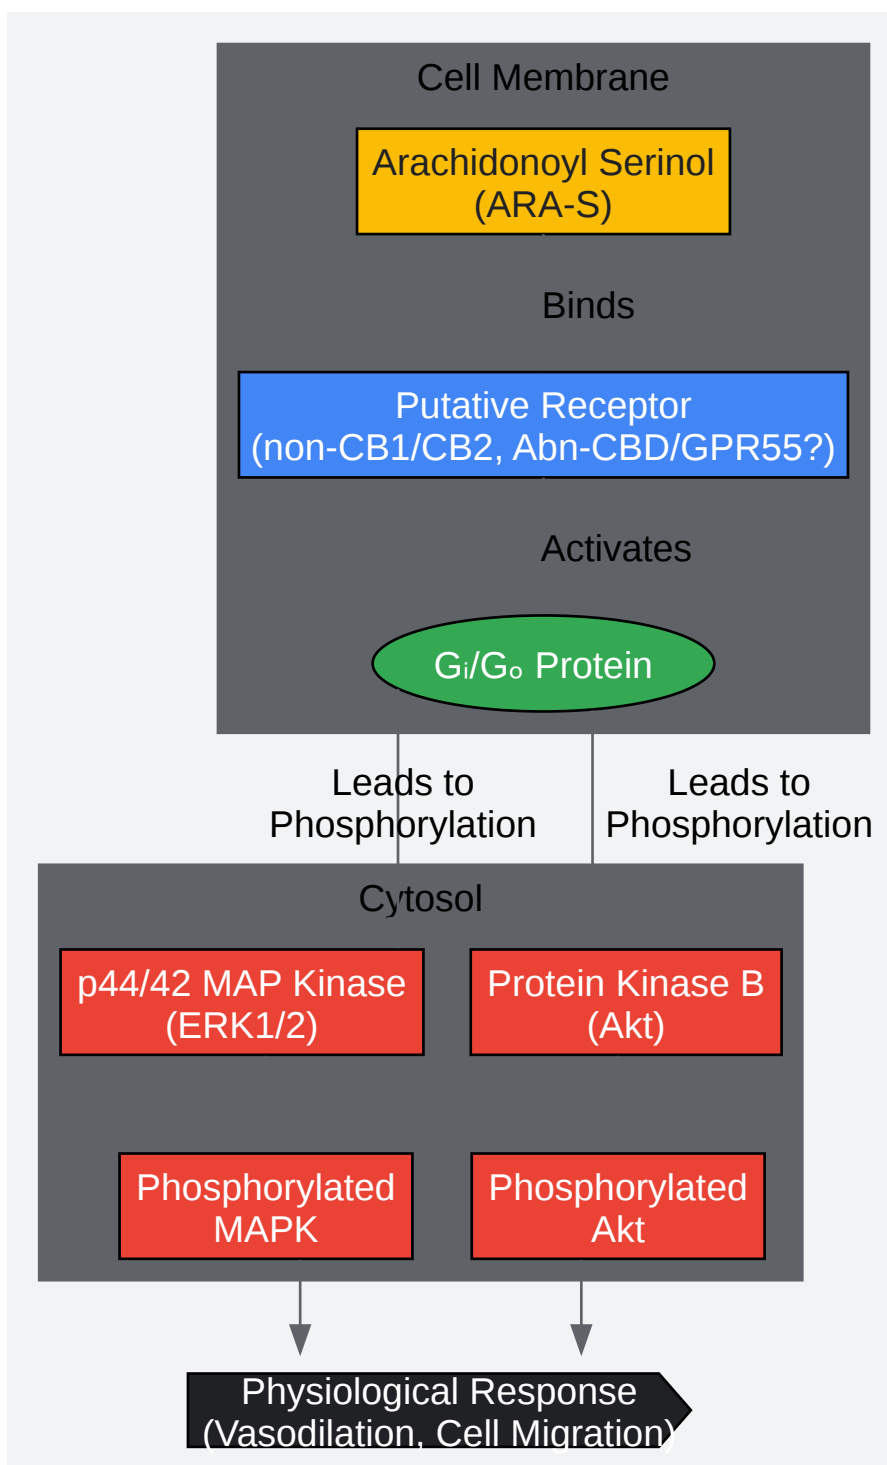 Cell Membrane
Arachidonoyl Serinol
(ARA-S)
Binds
Putative Receptor
(non-CB1/CB2, Abn-CBD/GPR55?)
Activates
Gᵢ/Gₒ Protein
Leads to
Phosphorylation
Leads to
Phosphorylation
Cytosol
p44/42 MAP Kinase
(ERK1/2)
Protein Kinase B
(Akt)
Phosphorylated
MAPK
Phosphorylated
Akt
Physiological Response
(Vasodilation, Cell Migration)